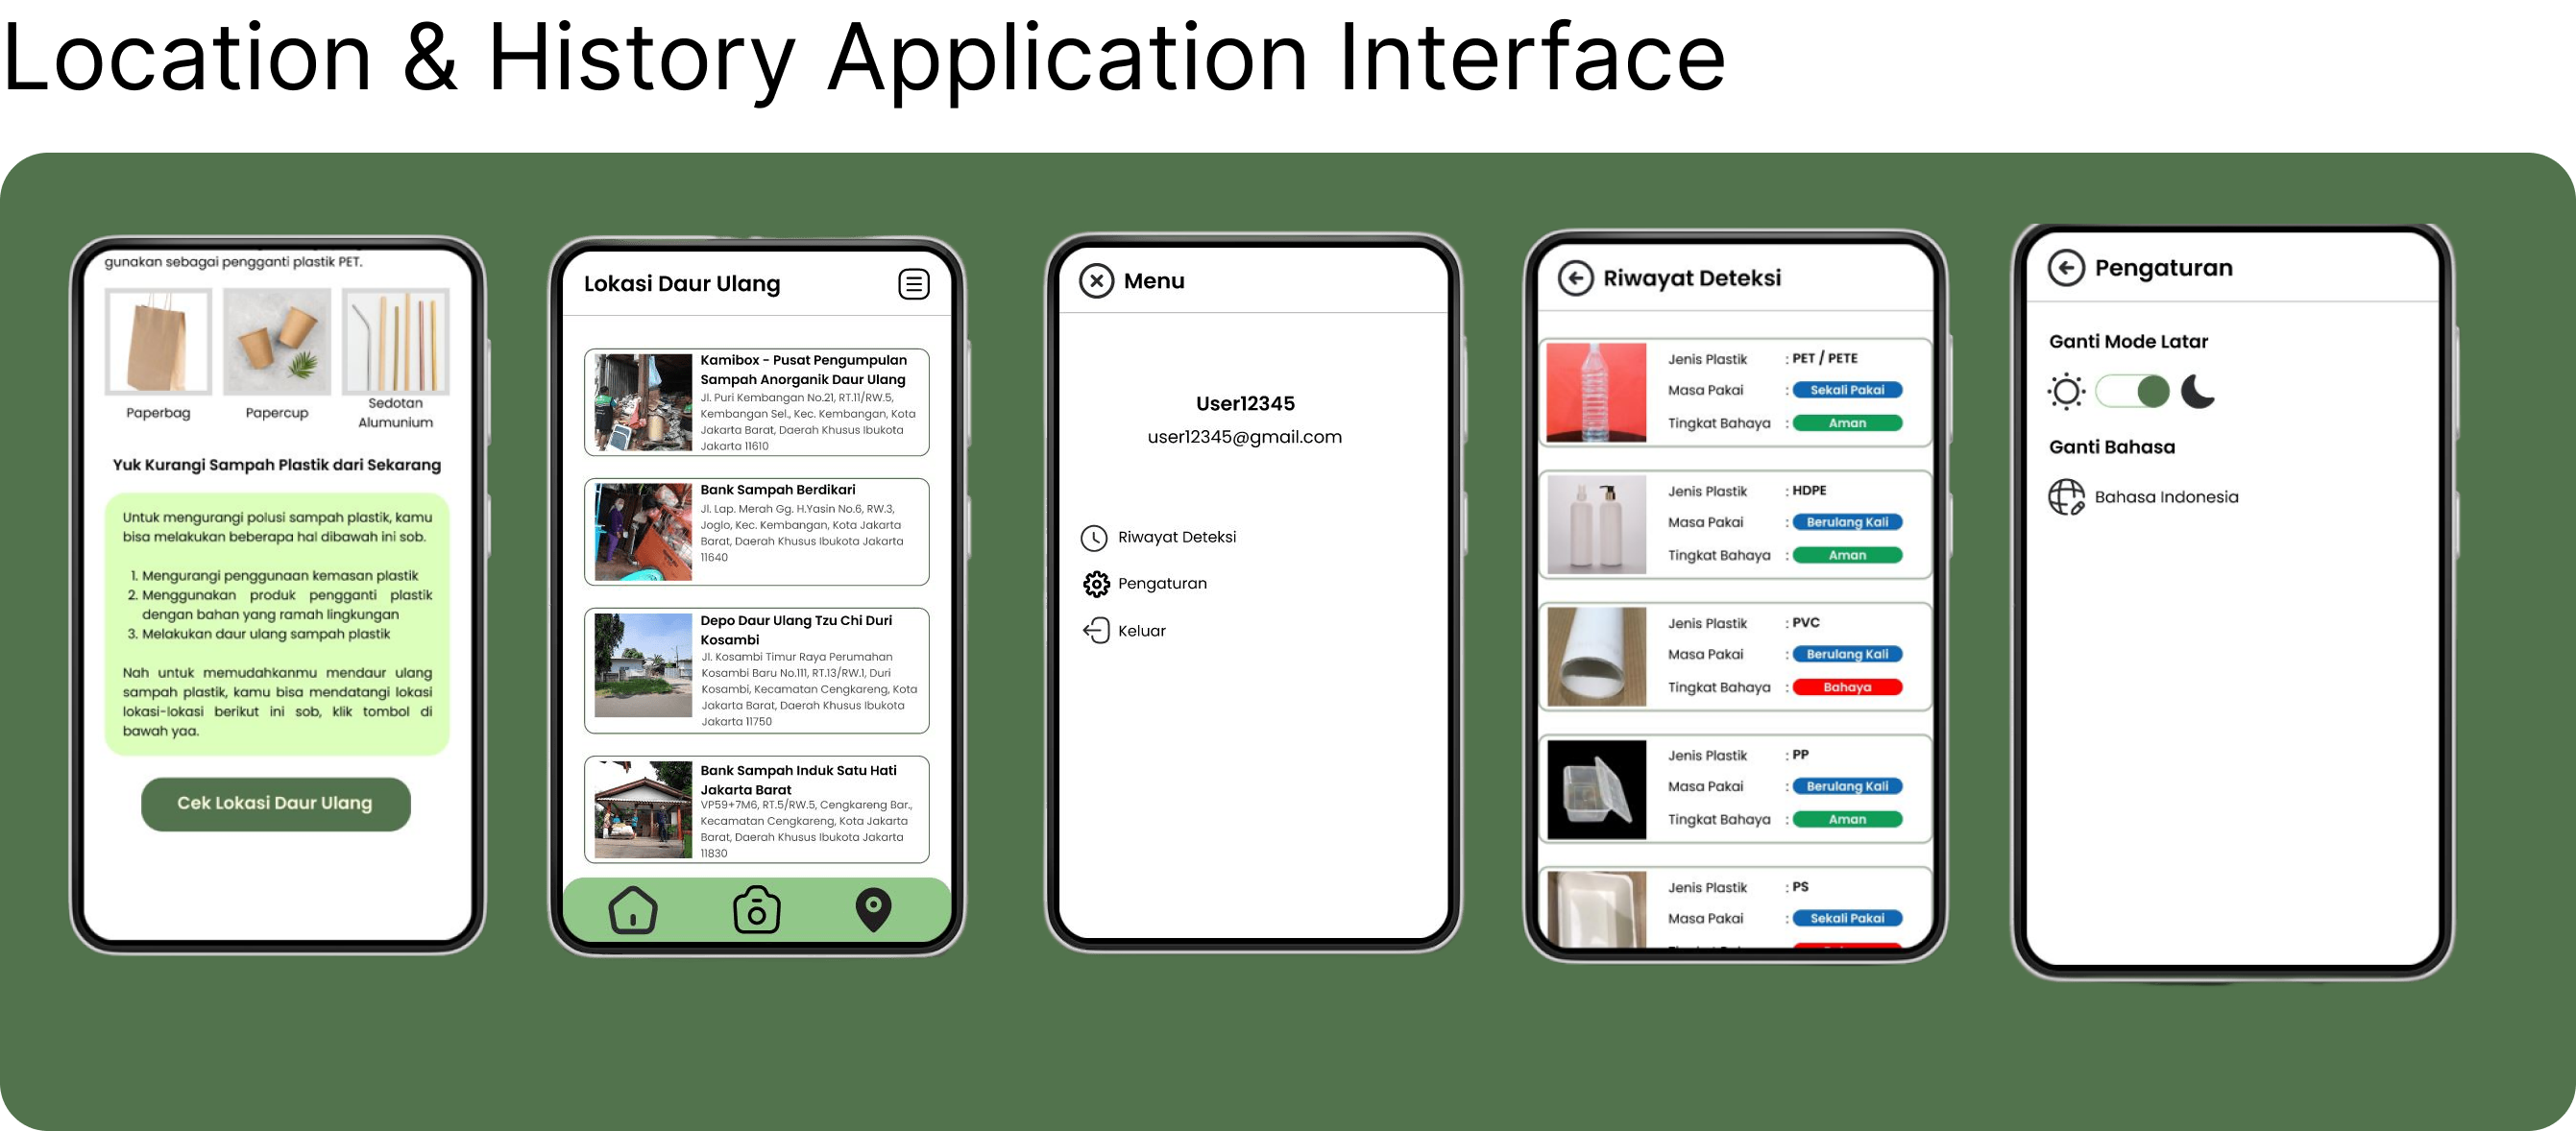 Location & History Application Interface
gunakan sebagai pengganti plastik PET.
Paperbag
Papercup
Sedotan
Alumunium
Yuk Kurangi Sampah Plastik dari Sekarang
Untuk mengurangi polusi sampah plastik, kamu
bisa melakukan beberapa hal dibawah ini sob.
1. Mengurangi penggunaan kemasan plastik
2. Menggunakan produk pengganti plastik
dengan bahan yang ramah lingkungan
3. Melakukan daur ulang sampah plastik
Nah untuk memudahkanmu mendaur ulang
sampah plastik, kamu bisa mendatangi lokasi
lokasi-lokasi berikut ini sob, klik tombol di
bawah yaa.
Cek Lokasi Daur Ulang
Lokasi Daur Ulang
Kamibox - Pusat Pengumpulan
Sampah Anorganik Daur Ulang
Jl. Puri Kembangan No.21, RT.11/RW.5,
Kembangan Sel., Kec. Kembangan, Kota
Jakarta Barat, Daerah Khusus Ibukota
Jakarta 11610
Bank Sampah Berdikari
Jl. Lap. Merah Gg. H.Yasin No.6, RW.3,
Joglo, Kec. Kembangan, Kota Jakarta
Barat, Daerah Khusus Ibukota Jakarta
11640
Depo Daur Ulang Tzu Chi Duri
Kosambi
Jl. Kosambi Timur Raya Perumahan
Kosambi Baru No.111, RT.13/RW.1, Duri
Kosambi, Kecamatan Cengkareng, Kota
Jakarta Barat, Daerah Khusus Ibukota
Jakarta 11750
Bank Sampah Induk Satu Hati
Jakarta Barat
VP59+7M6, RT.5/RW.5, Cengkareng Bar.,
Kecamatan Cengkareng, Kota Jakarta
Barat, Daerah Khusus Ibukota Jakarta
11830
Menu
User12345
user12345@gmail.com
Riwayat Deteksi
Pengaturan
Keluar
Riwayat Deteksi
Jenis Plastik : PET / PETE
Masa Pakai : Sekali Pakai
Tingkat Bahaya : Aman
Jenis Plastik : HDPE
Masa Pakai : Berulang Kali
Tingkat Bahaya : Aman
Jenis Plastik : PVC
Masa Pakai : Berulang Kali
Tingkat Bahaya : Bahaya
Jenis Plastik : PP
Masa Pakai : Berulang Kali
Tingkat Bahaya : Aman
Jenis Plastik : PS
Masa Pakai : Sekali Pakai
Pengaturan
Ganti Mode Latar
Ganti Bahasa
Bahasa Indonesia